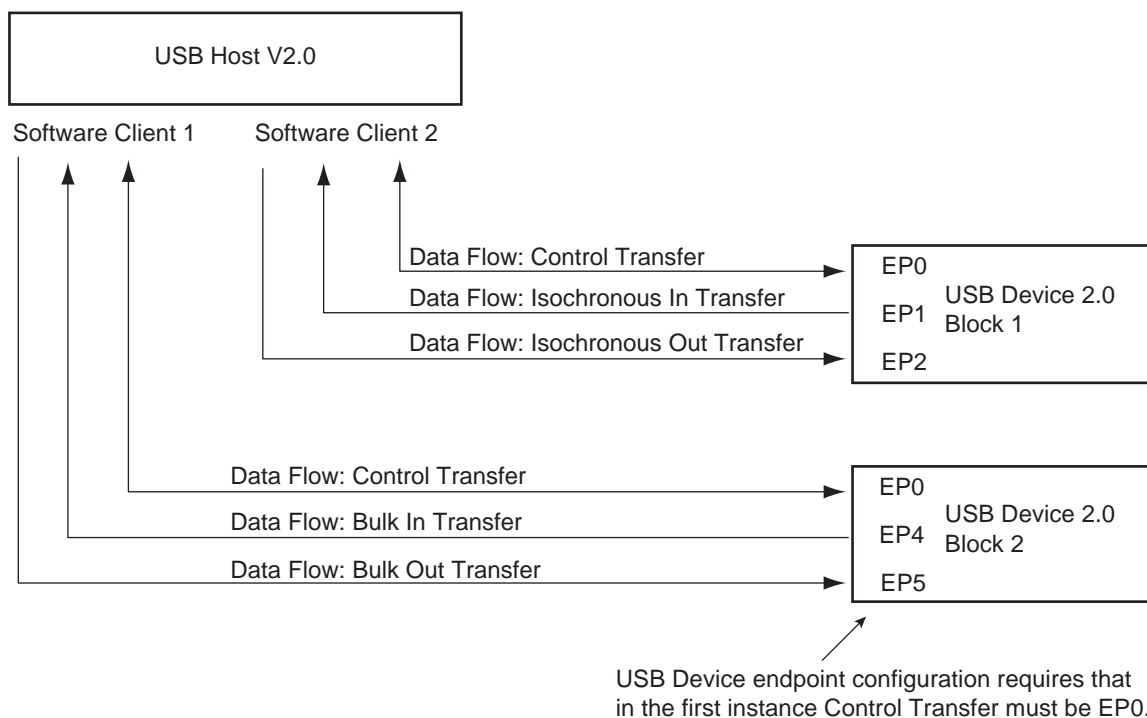 USB Host V2.0
Software Client 1
Software Client 2
Data Flow: Control Transfer
Data Flow: Isochronous In Transfer
Data Flow: Isochronous Out Transfer
EP0
EP1
EP2
USB Device 2.0
Block 1
Data Flow: Control Transfer
Data Flow: Bulk In Transfer
Data Flow: Bulk Out Transfer
EP0
EP4
EP5
USB Device 2.0
Block 2
USB Device endpoint configuration requires that
in the first instance Control Transfer must be EP0.